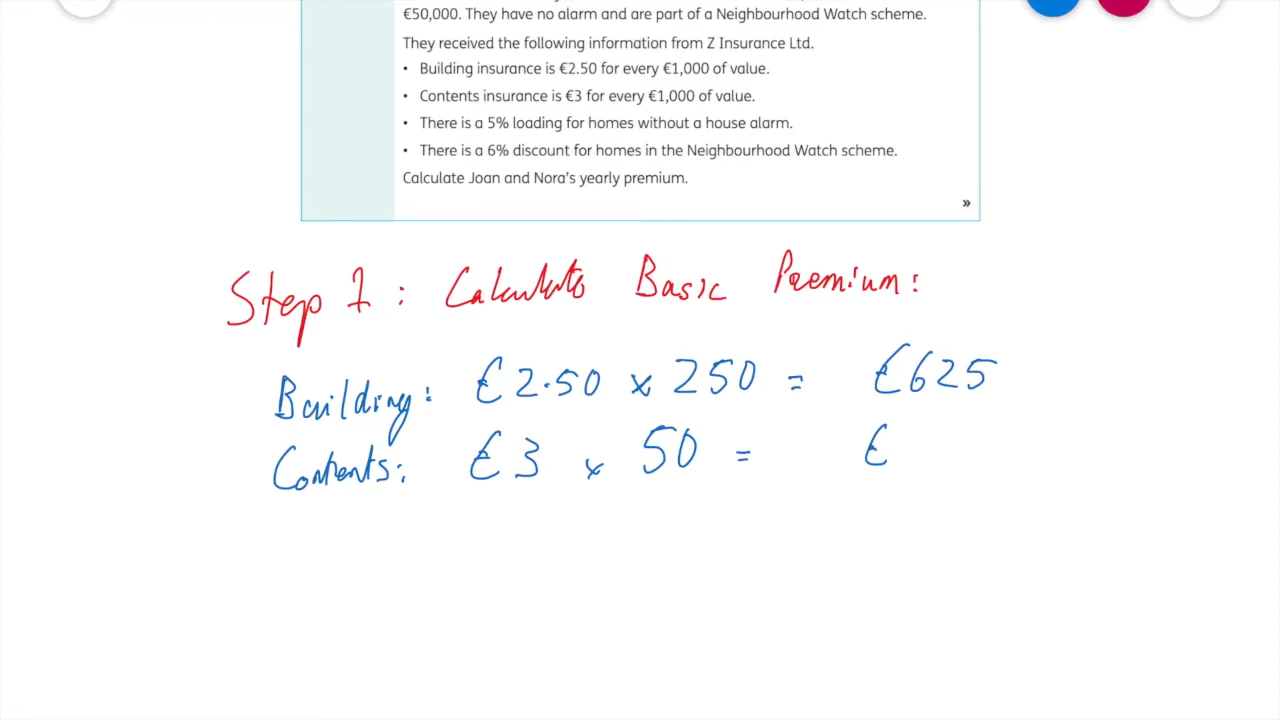 €50,000. They have no alarm and are part of a Neighbourhood Watch scheme.
They received the following information from Z Insurance Ltd.
• Building insurance is €2.50 for every €1,000 of value.
• Contents insurance is €3 for every €1,000 of value.
• There is a 5% loading for homes without a house alarm.
• There is a 6% discount for homes in the Neighbourhood Watch scheme.
Calculate Joan and Nora's yearly premium.
»
Step 1: Calculate Basic Premium:
Building: €2.50 x 250 = €625
Contents: €3 x 50 = €